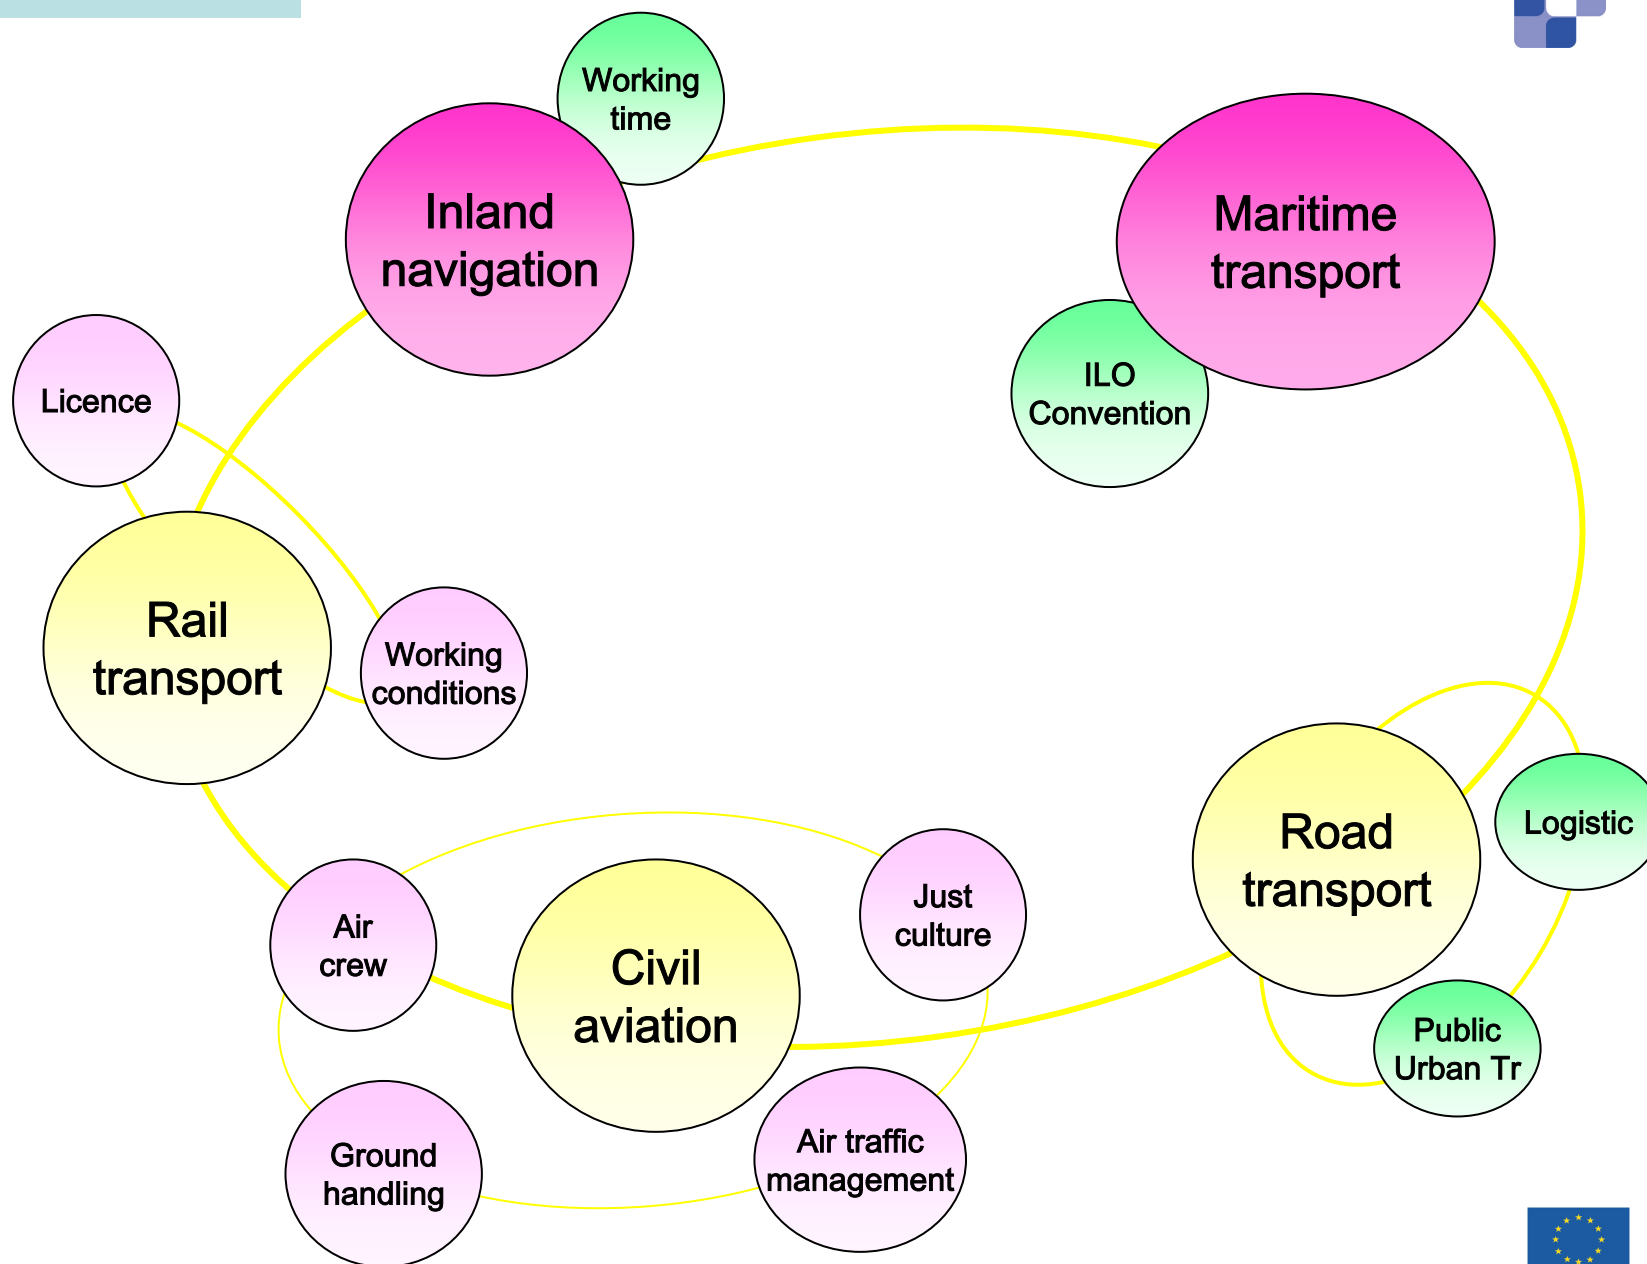 Working
time
Inland
navigation
Maritime
transport
ILO
Convention
Licence
Rail
transport
Working
conditions
Road
transport
Logistic
Just
culture
Air
crew
Civil
aviation
Public
Urban Tr
Air traffic
management
Ground
handling